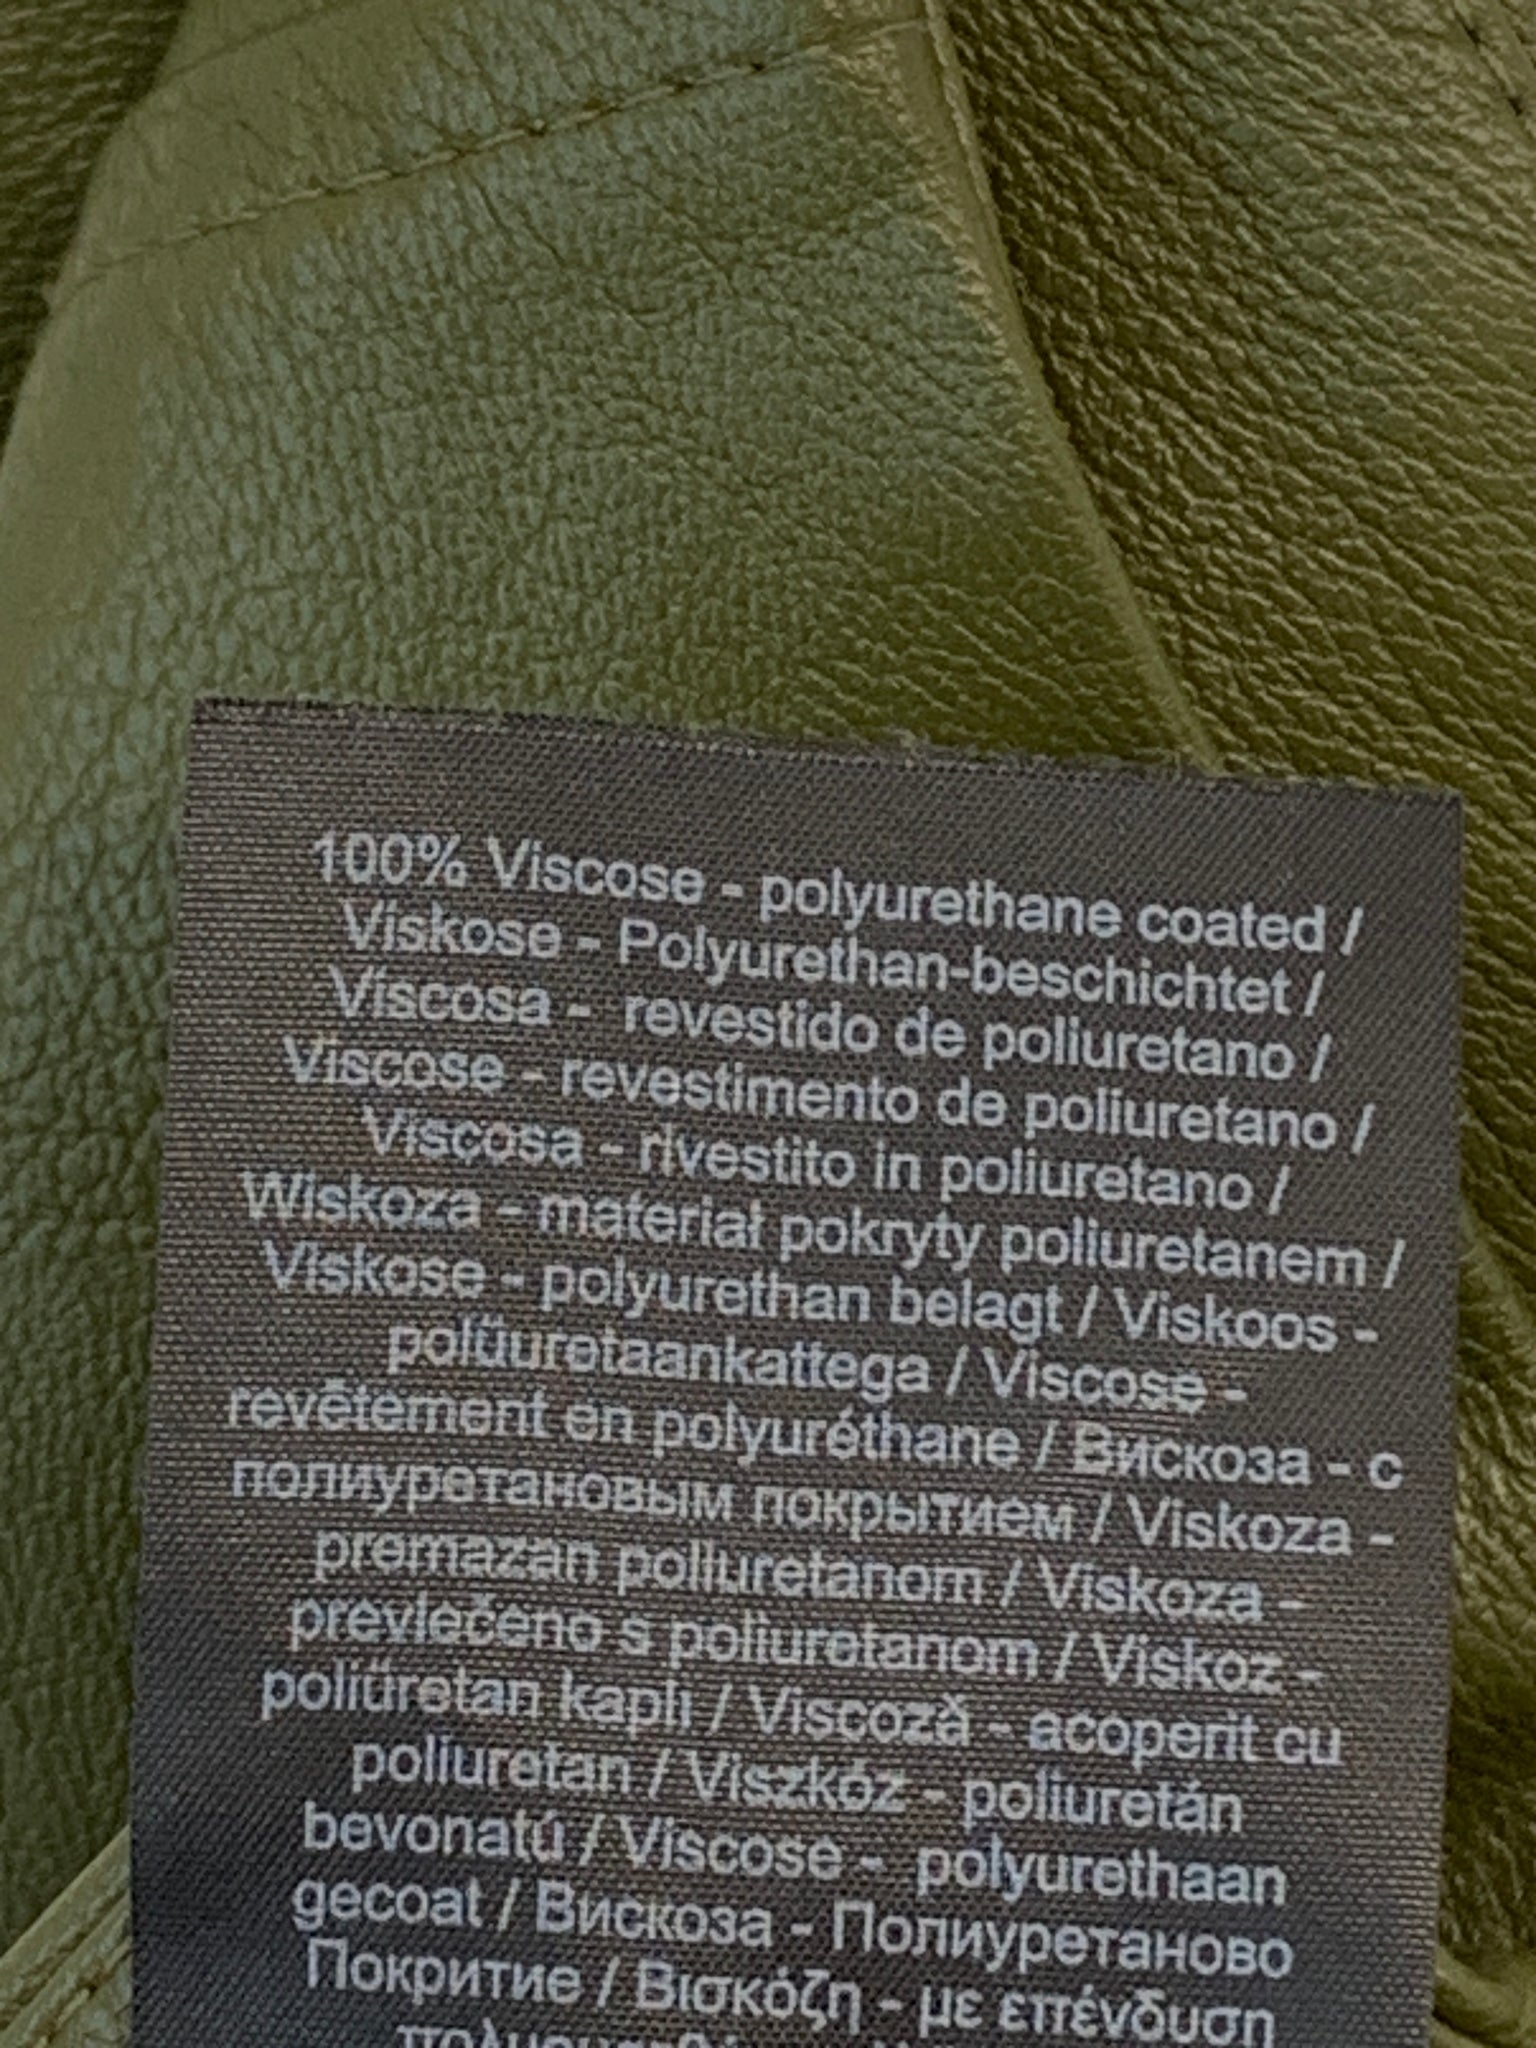 100% Viscose - polyurethane coated /
Viskose - Polyurethan-beschichtet /
Viscosa -  revestido de poliuretano /
Viscose - revestimento de poliuretano /
Viscosa - rivestito in poliuretano /
Wiskoza - materiał pokryty poliuretanem /
Viskose - polyurethan belagt / Viskoos -
polüuretaankattega / Viscose -
revêtement en polyuréthane / Вискоза - с
полиуретановым покрытием / Viskoza -
premazan poliuretanom / Viskoza -
prevlečeno s poliuretanom / Viskoz -
poliüretan kaplı / Viscoză - acoperit cu
poliuretan / Viszkóz - poliuretán
bevonatú / Viscose -  polyurethaan
gecoat / Вискоза - Полиуретаново
Покритие / Βισκόζη - με επένδυση